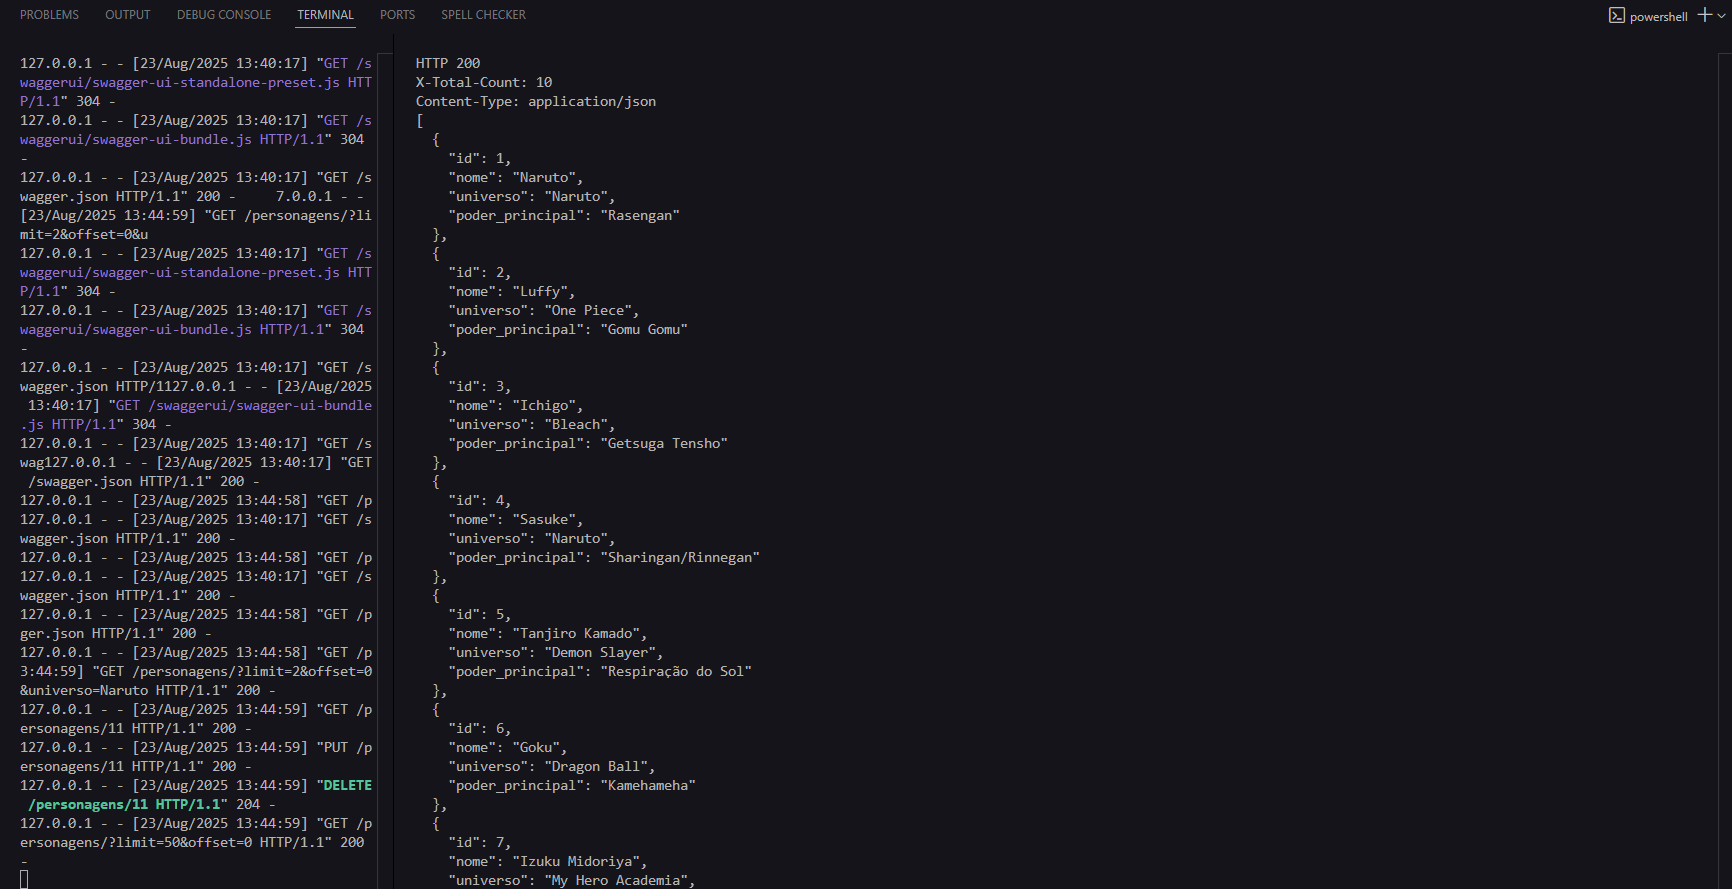 PROBLEMS OUTPUT DEBUG CONSOLE TERMINAL PORTS SPELL CHECKER
powershell
127.0.0.1 - - [23/Aug/2025 13:40:17] "GET /s
waggerui/swagger-ui-standalone-preset.js HTT
P/1.1" 304 -
127.0.0.1 - - [23/Aug/2025 13:40:17] "GET /s
waggerui/swagger-ui-bundle.js HTTP/1.1" 304
-
127.0.0.1 - - [23/Aug/2025 13:40:17] "GET /s
wagger.json HTTP/1.1" 200 -     7.0.0.1 - -
[23/Aug/2025 13:44:59] "GET /personagens/?li
mit=2&offset=0&u
127.0.0.1 - - [23/Aug/2025 13:40:17] "GET /s
waggerui/swagger-ui-standalone-preset.js HTT
P/1.1" 304 -
127.0.0.1 - - [23/Aug/2025 13:40:17] "GET /s
waggerui/swagger-ui-bundle.js HTTP/1.1" 304
-
127.0.0.1 - - [23/Aug/2025 13:40:17] "GET /s
wagger.json HTTP/1127.0.0.1 - - [23/Aug/2025
 13:40:17] "GET /swaggerui/swagger-ui-bundle
.js HTTP/1.1" 304 -
127.0.0.1 - - [23/Aug/2025 13:40:17] "GET /s
wag127.0.0.1 - - [23/Aug/2025 13:40:17] "GET
 /swagger.json HTTP/1.1" 200 -
127.0.0.1 - - [23/Aug/2025 13:44:58] "GET /p
127.0.0.1 - - [23/Aug/2025 13:40:17] "GET /s
wagger.json HTTP/1.1" 200 -
127.0.0.1 - - [23/Aug/2025 13:44:58] "GET /p
127.0.0.1 - - [23/Aug/2025 13:40:17] "GET /s
wagger.json HTTP/1.1" 200 -
127.0.0.1 - - [23/Aug/2025 13:44:58] "GET /p
ger.json HTTP/1.1" 200 -
127.0.0.1 - - [23/Aug/2025 13:44:58] "GET /p
3:44:59] "GET /personagens/?limit=2&offset=0
&universo=Naruto HTTP/1.1" 200 -
127.0.0.1 - - [23/Aug/2025 13:44:59] "GET /p
ersonagens/11 HTTP/1.1" 200 -
127.0.0.1 - - [23/Aug/2025 13:44:59] "PUT /p
ersonagens/11 HTTP/1.1" 200 -
127.0.0.1 - - [23/Aug/2025 13:44:59] "DELETE
 /personagens/11 HTTP/1.1" 204 -
127.0.0.1 - - [23/Aug/2025 13:44:59] "GET /p
ersonagens/?limit=50&offset=0 HTTP/1.1" 200
-
HTTP 200
X-Total-Count: 10
Content-Type: application/json
[
  {
    "id": 1,
    "nome": "Naruto",
    "universo": "Naruto",
    "poder_principal": "Rasengan"
  },
  {
    "id": 2,
    "nome": "Luffy",
    "universo": "One Piece",
    "poder_principal": "Gomu Gomu"
  },
  {
    "id": 3,
    "nome": "Ichigo",
    "universo": "Bleach",
    "poder_principal": "Getsuga Tensho"
  },
  {
    "id": 4,
    "nome": "Sasuke",
    "universo": "Naruto",
    "poder_principal": "Sharingan/Rinnegan"
  },
  {
    "id": 5,
    "nome": "Tanjiro Kamado",
    "universo": "Demon Slayer",
    "poder_principal": "Respiração do Sol"
  },
  {
    "id": 6,
    "nome": "Goku",
    "universo": "Dragon Ball",
    "poder_principal": "Kamehameha"
  },
  {
    "id": 7,
    "nome": "Izuku Midoriya",
    "universo": "My Hero Academia",